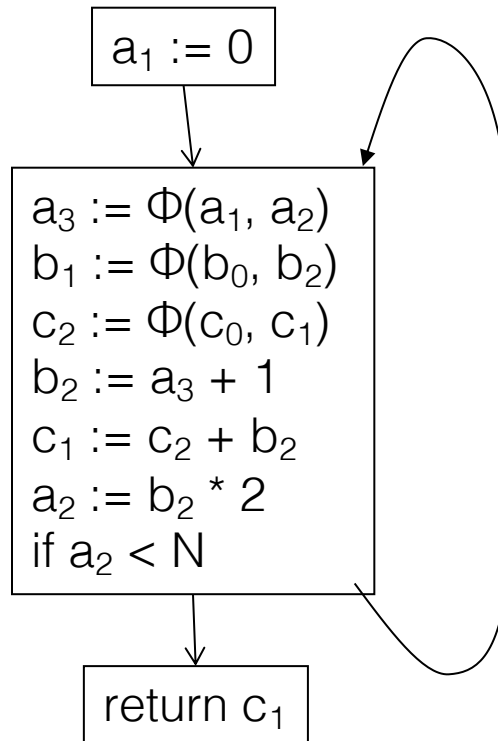 a₁ := 0
a₃ := Φ(a₁, a₂)
b₁ := Φ(b₀, b₂)
c₂ := Φ(c₀, c₁)
b₂ := a₃ + 1
c₁ := c₂ + b₂
a₂ := b₂ * 2
if a₂ < N
return c₁